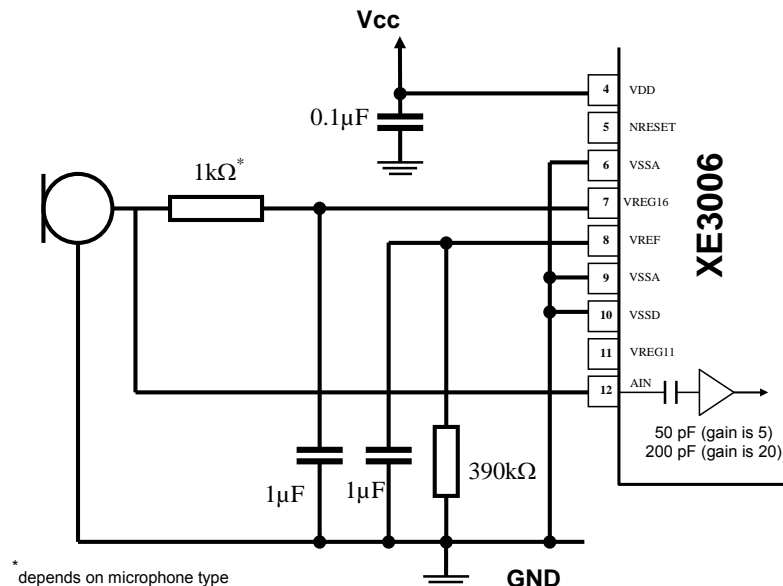 Vcc
4 VDD
0.1µF
5 NRESET
6 VSSA
1kΩ*
7 VREG16
8 VREF
9 VSSA
10 VSSD
11 VREG11
12 AIN
XE3006
50 pF (gain is 5)
200 pF (gain is 20)
1µF
1µF
390kΩ
*depends on microphone type
GND